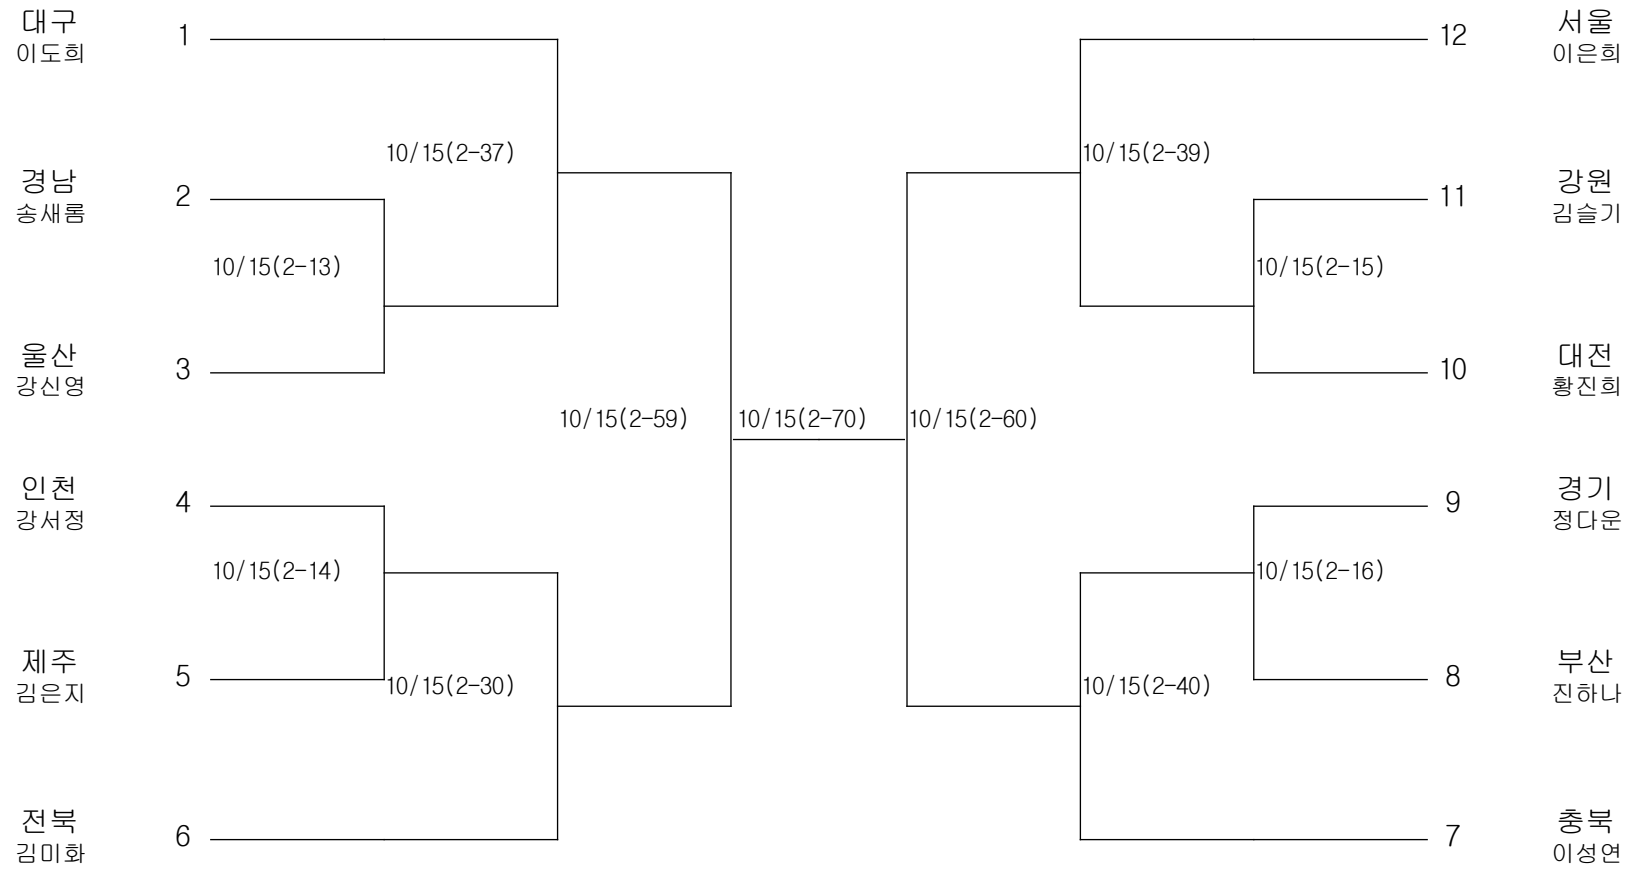 대구
이도희
1
12
서울
이은희
10/15(2-37)
10/15(2-39)
경남
송새롬
2
11
강원
김슬기
10/15(2-13)
10/15(2-15)
울산
강신영
3
10
대전
황진희
10/15(2-59)
10/15(2-70)
10/15(2-60)
인천
강서정
4
9
경기
정다운
10/15(2-14)
10/15(2-16)
제주
김은지
5
10/15(2-30)
10/15(2-40)
8
부산
진하나
전북
김미화
6
7
충북
이성연